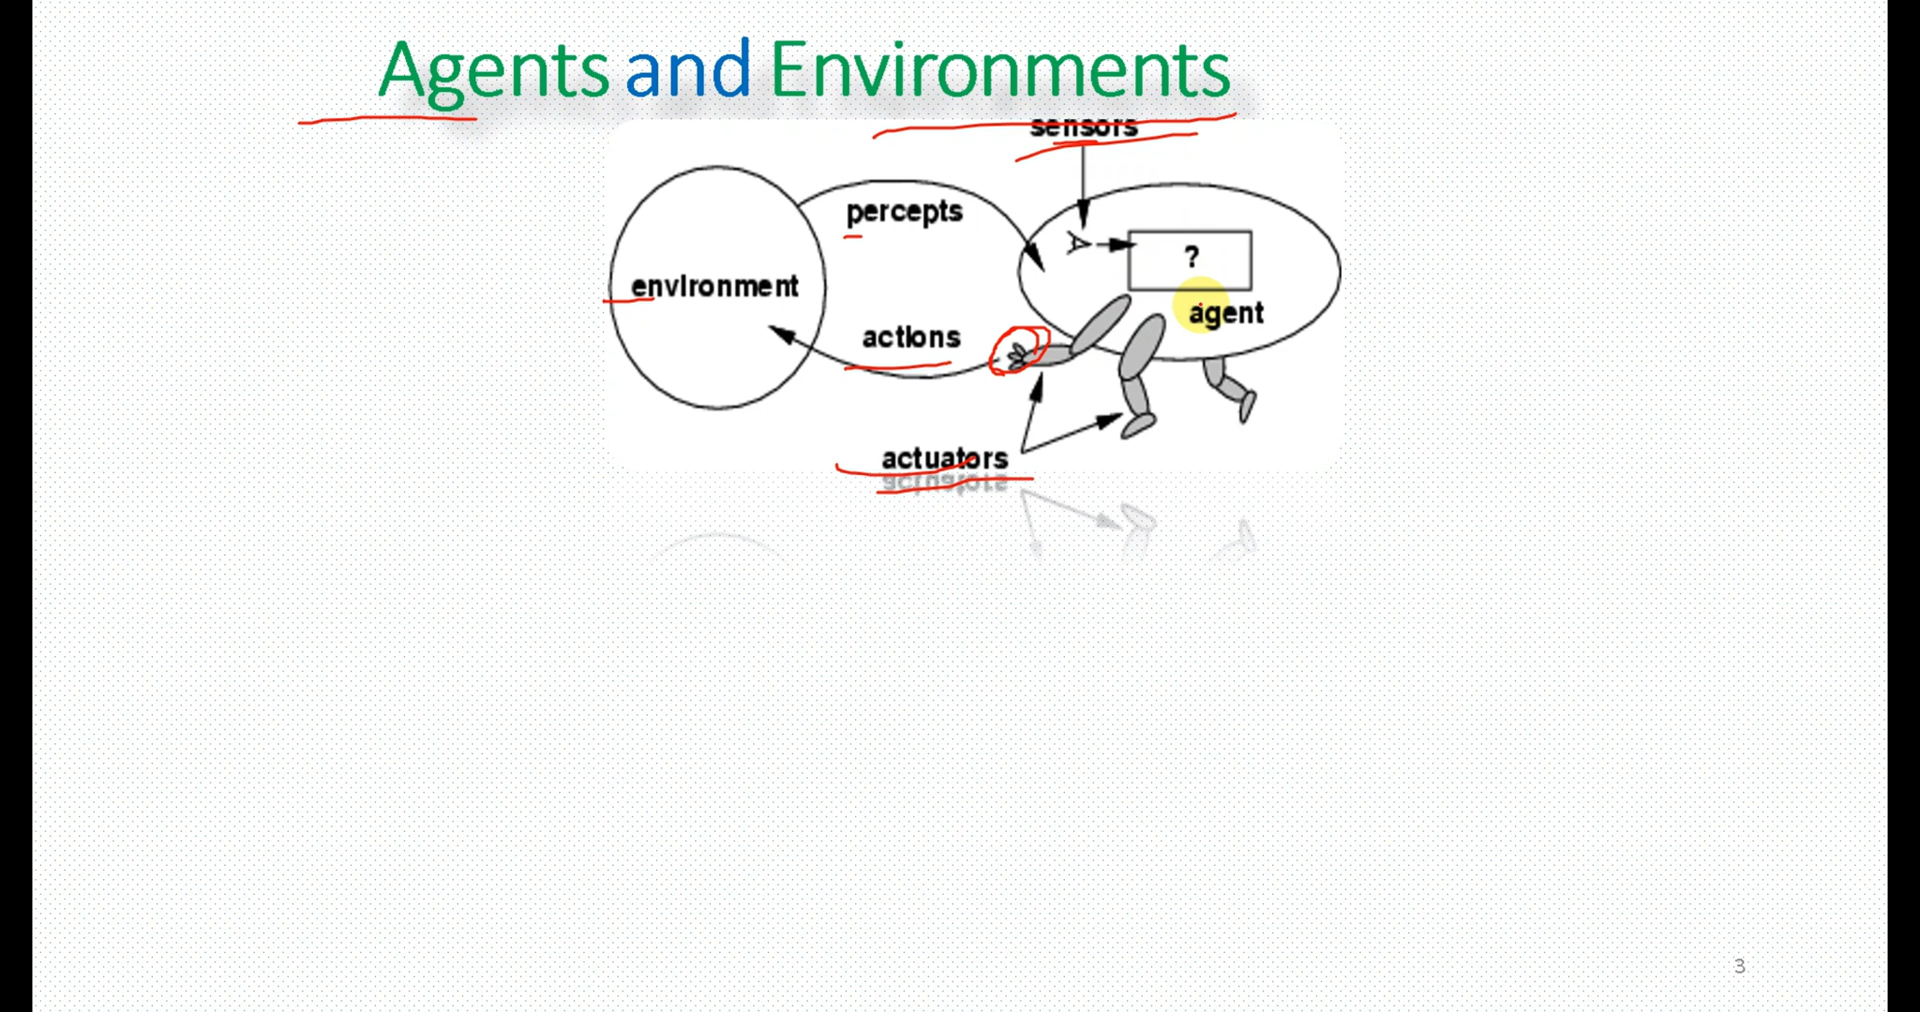 Agents and Environments
sensors
percepts
?
environment
agent
actions
actuators
3